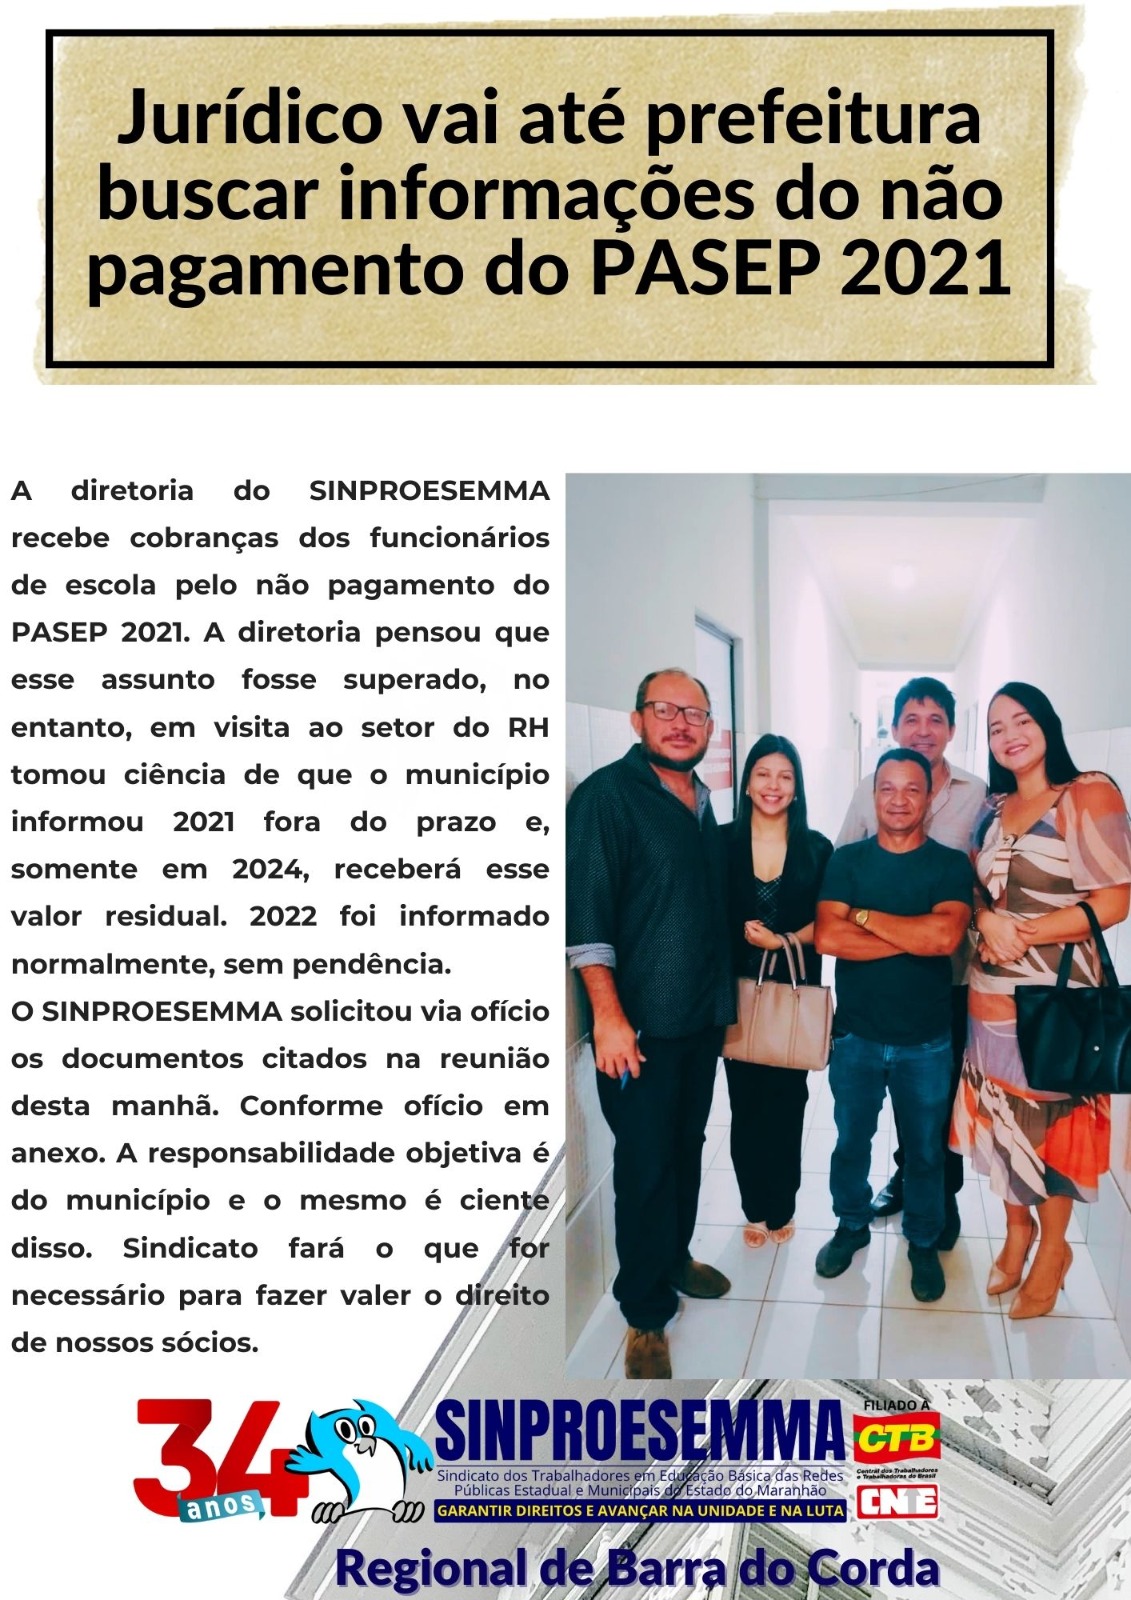 Jurídico vai até prefeitura
buscar informações do não
pagamento do PASEP 2021
A diretoria do SINPROESEMMA
recebe cobranças dos funcionários
de escola pelo não pagamento do
PASEP 2021. A diretoria pensou que
esse assunto fosse superado, no
entanto, em visita ao setor do RH
tomou ciência de que o município
informou 2021 fora do prazo e,
somente em 2024, receberá esse
valor residual. 2022 foi informado
normalmente, sem pendência.
O SINPROESEMMA solicitou via ofício
os documentos citados na reunião
desta manhã. Conforme ofício em
anexo. A responsabilidade objetiva é
do município e o mesmo é ciente
disso. Sindicato fará o que for
necessário para fazer valer o direito
de nossos sócios.
34
anos
SINPROESEMMA
Sindicato dos Trabalhadores em Educação Básica das Redes
Públicas Estadual e Municipais do Estado do Maranhão
GARANTIR DIREITOS E AVANÇAR NA UNIDADE E NA LUTA
FILIADO A
CTB
Central dos Trabalhadores
e Trabalhadoras do Brasil
CNTE
Regional de Barra do Corda